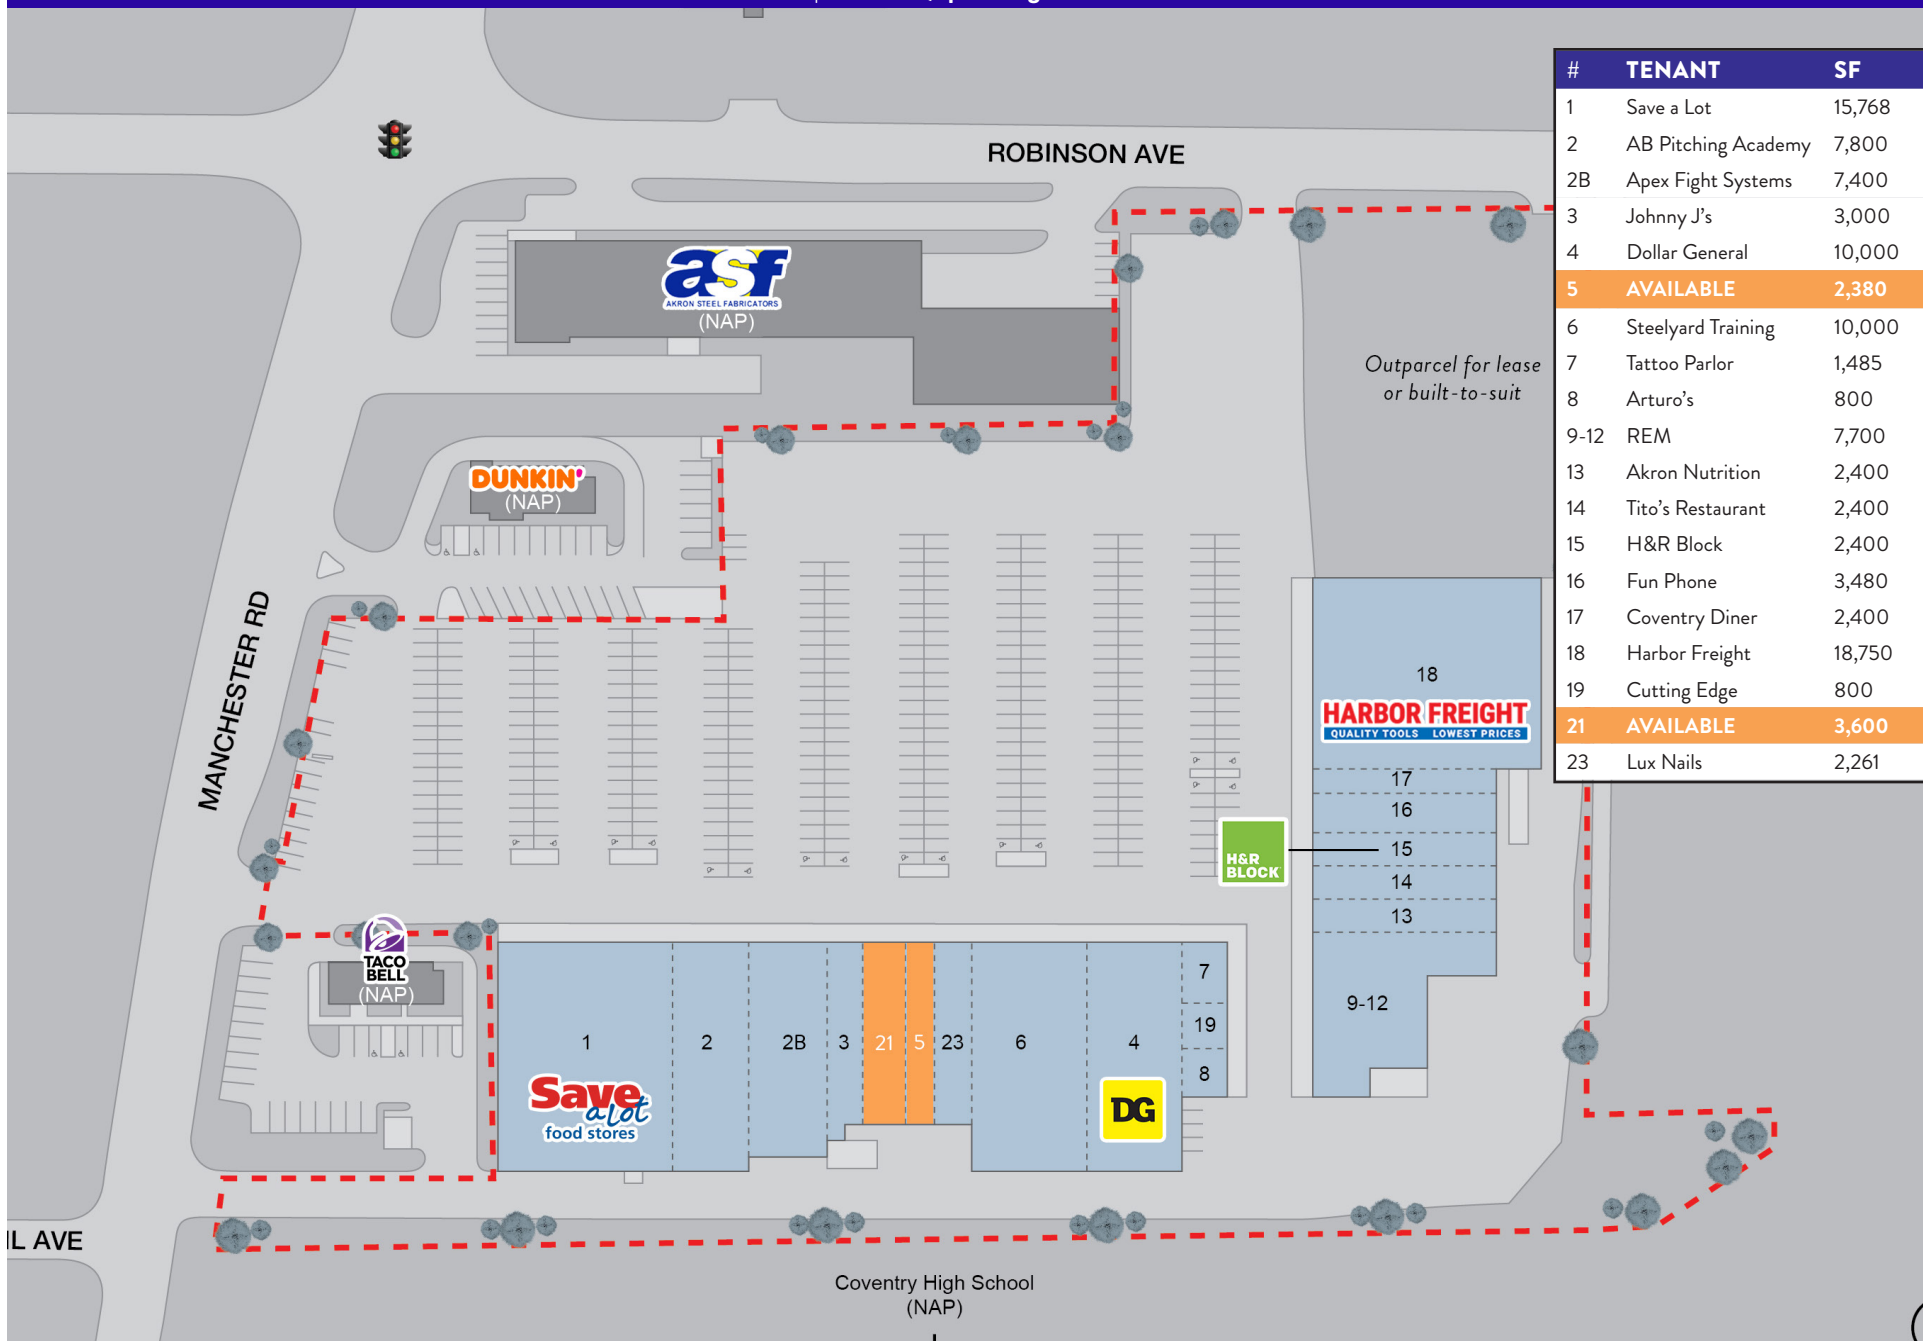 ROBINSON AVE
# TENANT SF
1 Save a Lot 15,768
2 AB Pitching Academy 7,800
2B Apex Fight Systems 7,400
3 Johnny J's 3,000
4 Dollar General 10,000
5 AVAILABLE 2,380
6 Steelyard Training 10,000
7 Tattoo Parlor 1,485
8 Arturo's 800
9-12 REM 7,700
13 Akron Nutrition 2,400
14 Tito's Restaurant 2,400
15 H&R Block 2,400
16 Fun Phone 3,480
17 Coventry Diner 2,400
18 Harbor Freight 18,750
19 Cutting Edge 800
21 AVAILABLE 3,600
23 Lux Nails 2,261
asf
AKRON STEEL FABRICATORS
(NAP)
Outparcel for lease
or built-to-suit
DUNKIN'
(NAP)
MANCHESTER RD
18
HARBOR FREIGHT
QUALITY TOOLS LOWEST PRICES
17
16
H&R
BLOCK
15
14
13
9-12
TACO
BELL
(NAP)
1
2
2B
3
21
5
23
6
4
7
19
8
Save
a Lot
food stores
DG
IL AVE
Coventry High School
(NAP)